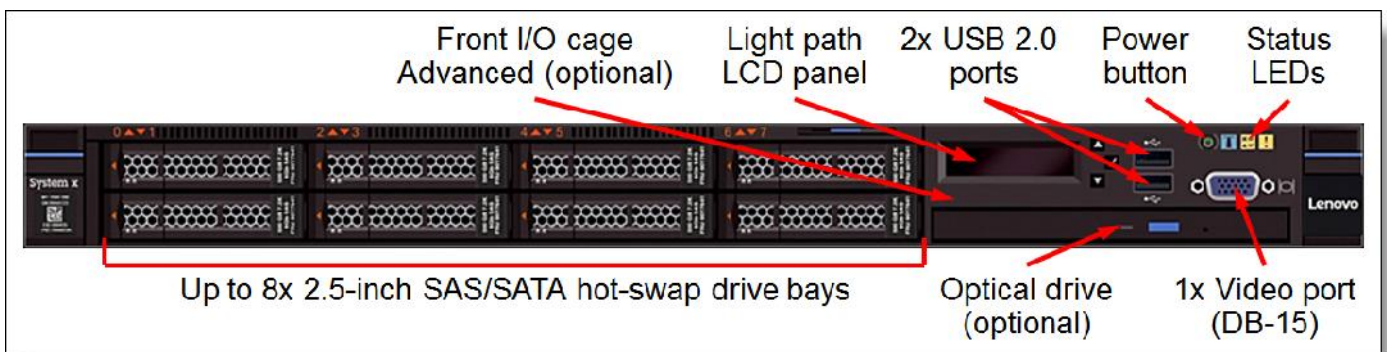 Front I/O cage
Advanced (optional)
Light path
LCD panel
2x USB 2.0
ports
Power
button
Status
LEDs
0▲▼1
2▲▼3
4▲▼5
6▲▼7
System x
Lenovo
Up to 8x 2.5-inch SAS/SATA hot-swap drive bays
Optical drive
(optional)
1x Video port
(DB-15)